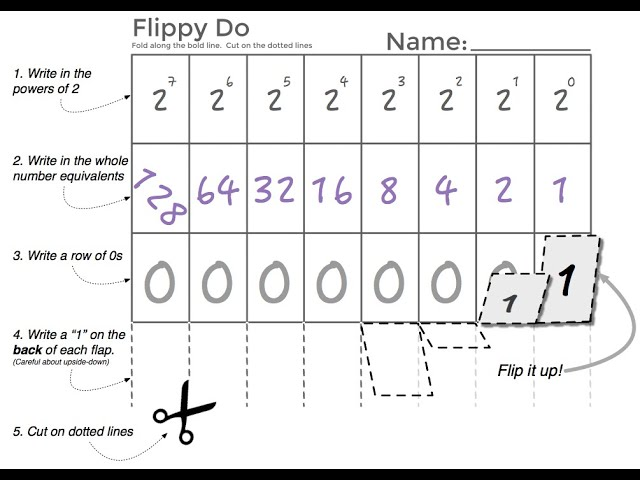 Flippy Do
Fold along the bold line. Cut on the dotted lines
Name:
1. Write in the
powers of 2
2⁷ 2⁶ 2⁵ 2⁴ 2³ 2² 2¹ 2⁰
2. Write in the whole
number equivalents
128 64 32 16 8 4 2 1
3. Write a row of 0s
0 0 0 0 0 0 0 1
1
4. Write a “1” on the
back of each flap.
(Careful about upside-down)
Flip it up!
5. Cut on dotted lines